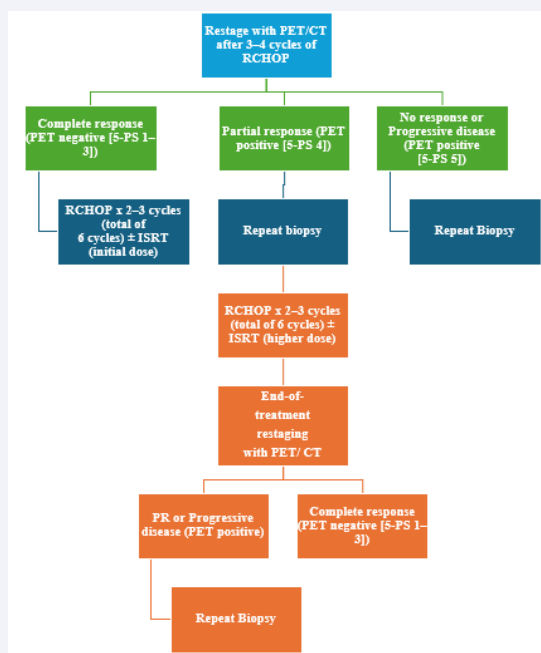 Restage with PET/CT
after 3–4 cycles of
RCHOP
Complete response
(PET negative [5-PS 1–
3])
Partial response (PET
positive [5-PS 4])
No response or
Progressive disease
(PET positive
[5-PS 5])
RCHOP x 2–3 cycles
(total of
6 cycles) ± ISRT
(initial dose)
Repeat biopsy
Repeat Biopsy
RCHOP x 2–3 cycles
(total of 6 cycles) ±
ISRT (higher dose)
End-of-
treatment
restaging
with PET/ CT
PR or Progressive
disease (PET positive)
Complete response
(PET negative [5-PS 1–
3])
Repeat Biopsy